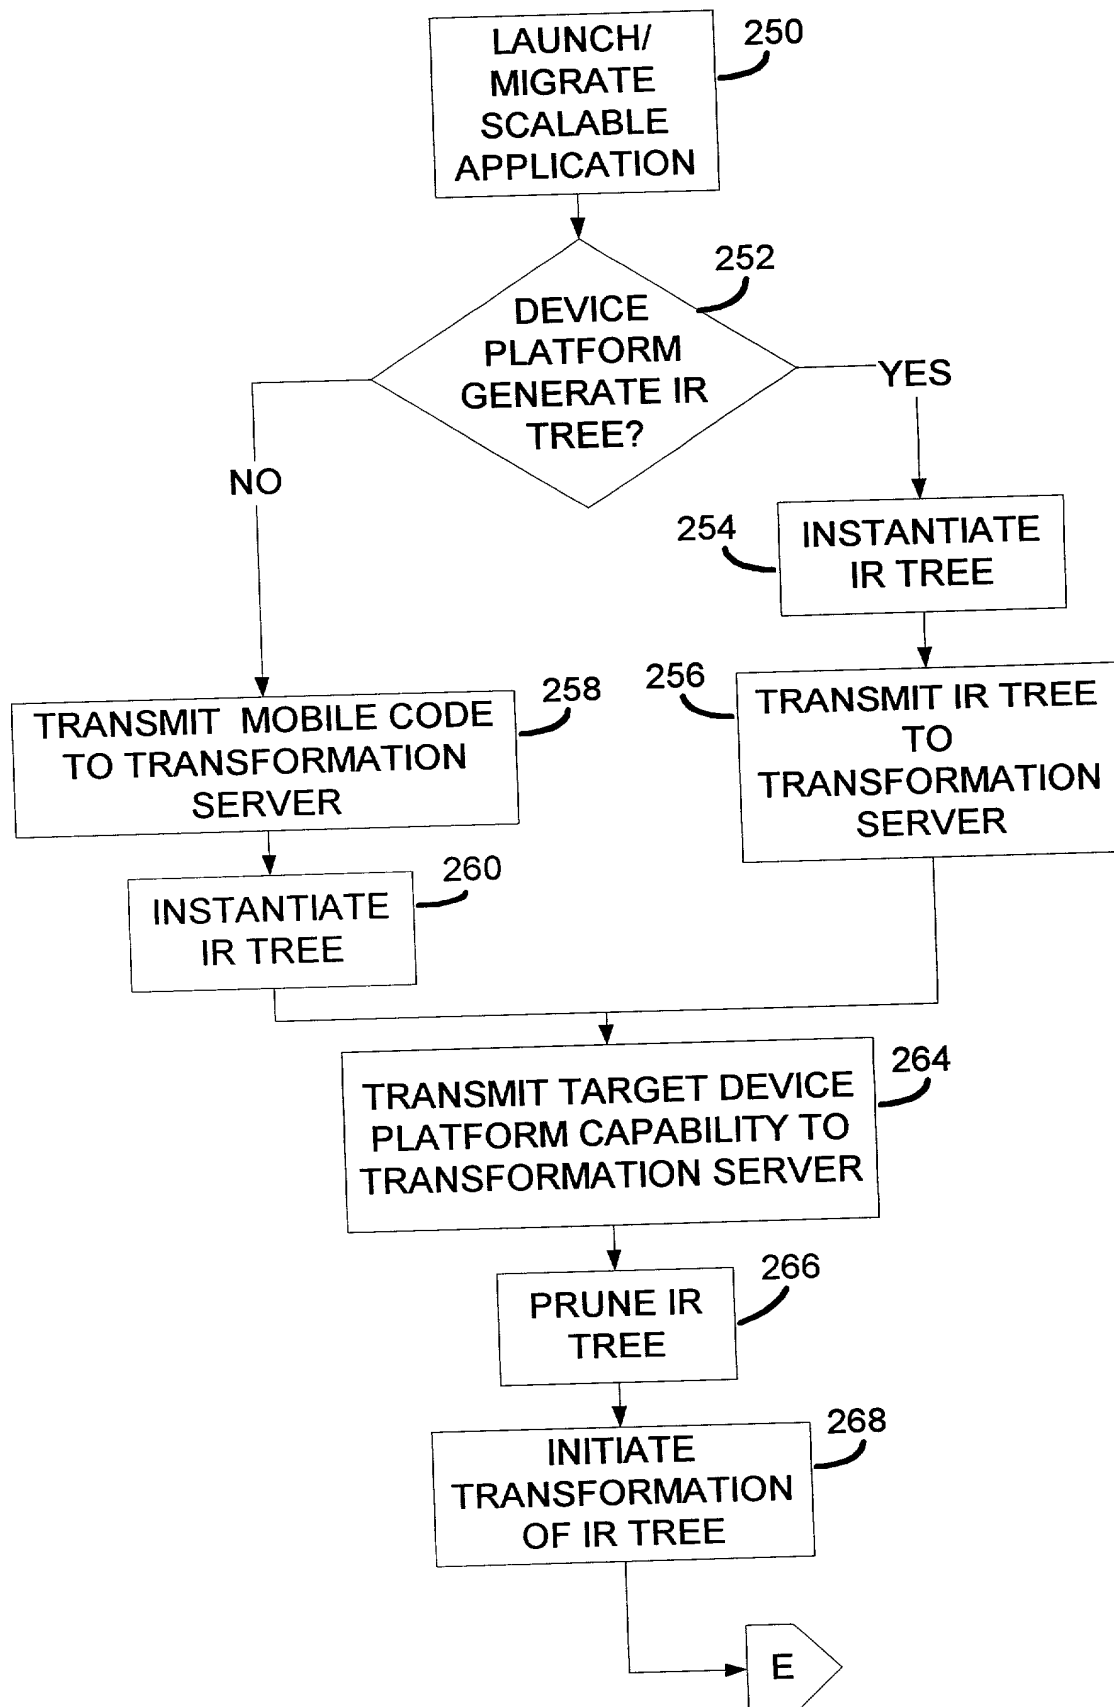 LAUNCH/
MIGRATE
SCALABLE
APPLICATION
250
252
DEVICE
PLATFORM
GENERATE IR
TREE?
YES
NO
254
INSTANTIATE
IR TREE
258
TRANSMIT MOBILE CODE
TO TRANSFORMATION
SERVER
256
TRANSMIT IR TREE
TO
TRANSFORMATION
SERVER
260
INSTANTIATE
IR TREE
264
TRANSMIT TARGET DEVICE
PLATFORM CAPABILITY TO
TRANSFORMATION SERVER
266
PRUNE IR
TREE
268
INITIATE
TRANSFORMATION
OF IR TREE
E